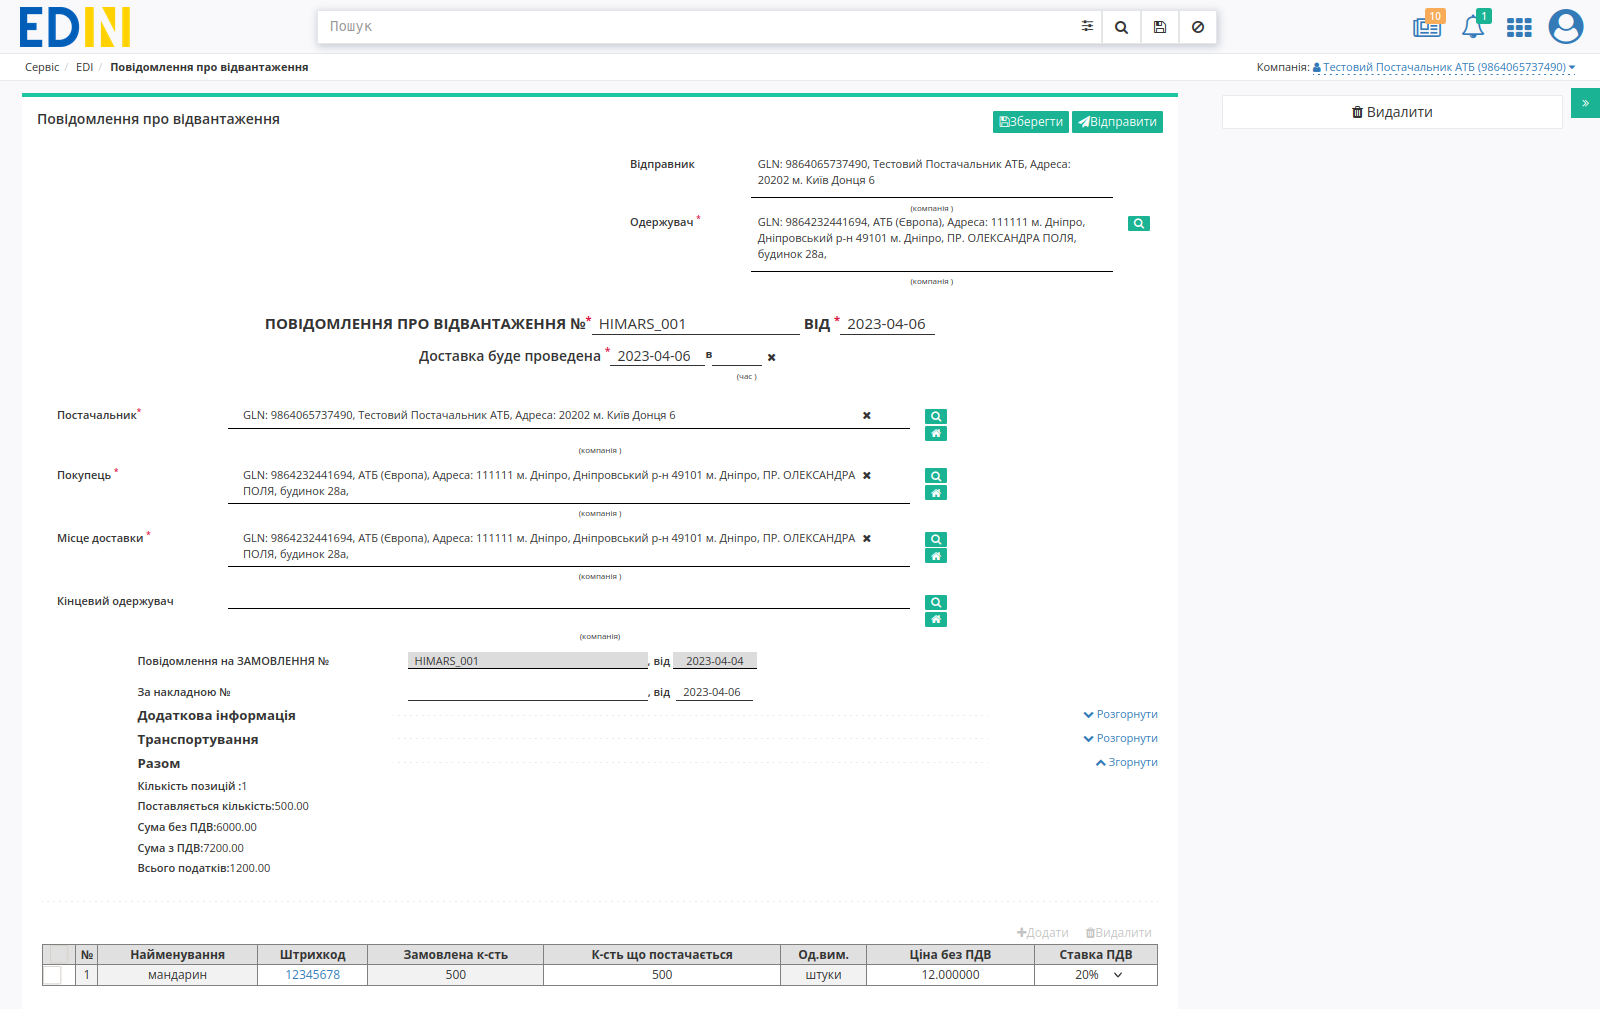 EDIN
Пошук
10
1
Сервіс / EDI / Повідомлення про відвантаження
Компанія: Тестовий Постачальник АТБ (9864065737490)
Повідомлення про відвантаження
Зберегти Відправити
Видалити
»
Відправник
GLN: 9864065737490, Тестовий Постачальник АТБ, Адреса:
20202 м. Київ Донця 6
(компанія )
Одержувач *
GLN: 9864232441694, АТБ (Європа), Адреса: 111111 м. Дніпро,
Дніпровський р-н 49101 м. Дніпро, ПР. ОЛЕКСАНДРА ПОЛЯ,
будинок 28а,
(компанія )
ПОВІДОМЛЕННЯ ПРО ВІДВАНТАЖЕННЯ №* HIMARS_001 ВІД * 2023-04-06
Доставка буде проведена * 2023-04-06 в
(час )
Постачальник* GLN: 9864065737490, Тестовий Постачальник АТБ, Адреса: 20202 м. Київ Донця 6
(компанія )
Покупець * GLN: 9864232441694, АТБ (Європа), Адреса: 111111 м. Дніпро, Дніпровський р-н 49101 м. Дніпро, ПР. ОЛЕКСАНДРА
ПОЛЯ, будинок 28а,
(компанія )
Місце доставки * GLN: 9864232441694, АТБ (Європа), Адреса: 111111 м. Дніпро, Дніпровський р-н 49101 м. Дніпро, ПР. ОЛЕКСАНДРА
ПОЛЯ, будинок 28а,
(компанія )
Кінцевий одержувач
(компанія)
Повідомлення на ЗАМОВЛЕННЯ № HIMARS_001 , від 2023-04-04
За накладною № , від 2023-04-06
Додаткова інформація Розгорнути
Транспортування Розгорнути
Разом Згорнути
Кількість позицій :1
Поставляється кількість:500.00
Сума без ПДВ:6000.00
Сума з ПДВ:7200.00
Всього податків:1200.00
Додати Видалити
№ Найменування Штрихкод Замовлена к-сть К-сть що постачається Од.вим. Ціна без ПДВ Ставка ПДВ
1 мандарин 12345678 500 500 штуки 12.000000 20%